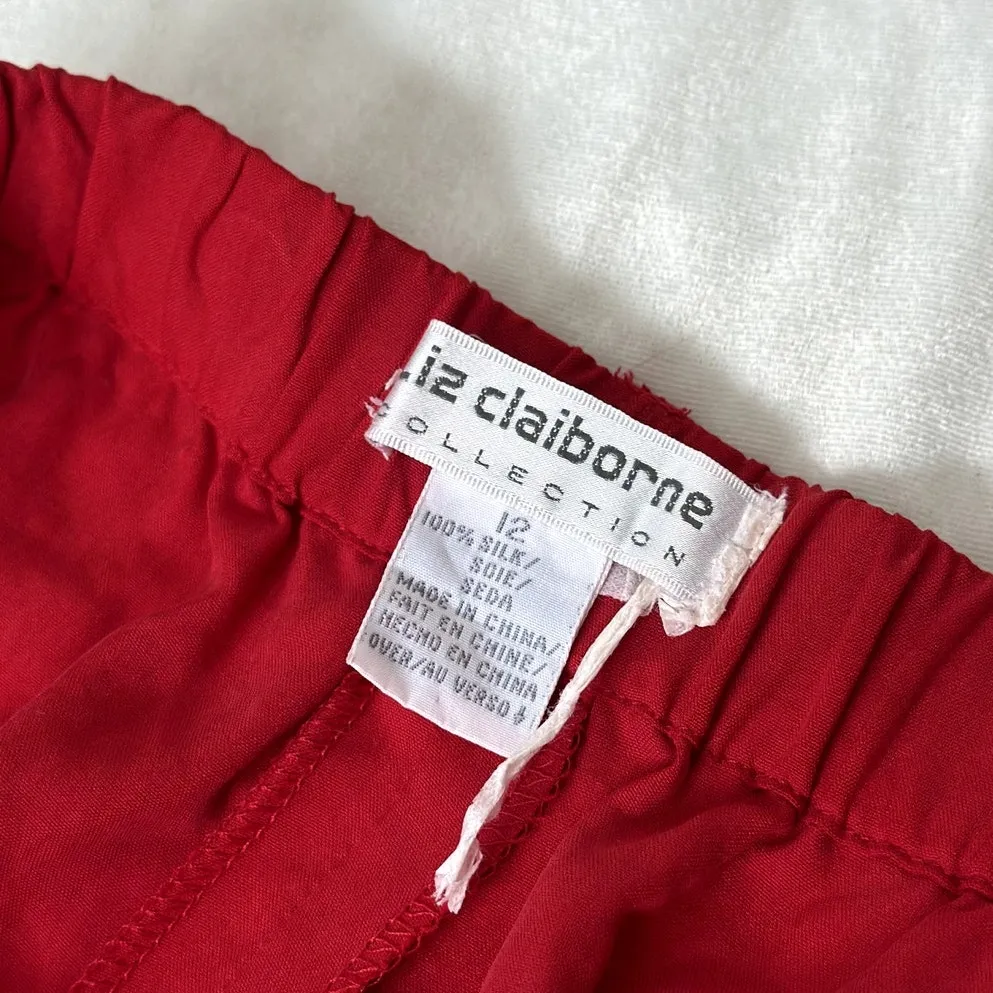 Liz claiborne
COLLECTION
12
100% SILK/
SOIE/
SEDA
MADE IN CHINA/
FAIT EN CHINE/
HECHO EN CHINA
OVER/AU VERSO↓